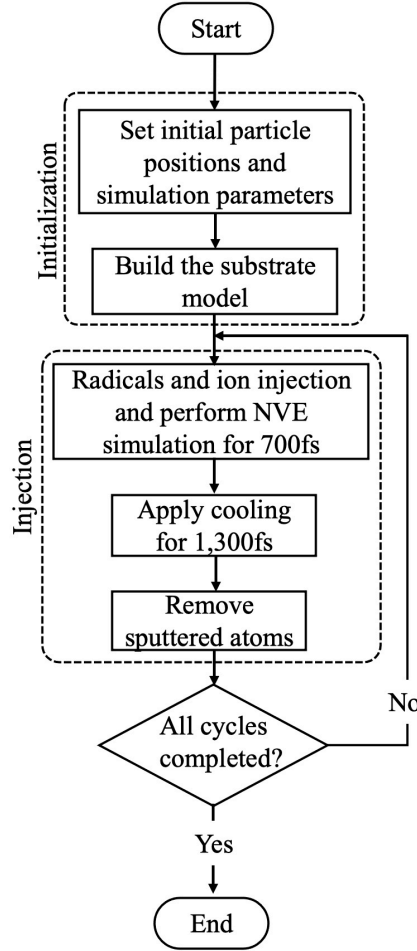 Start
Initialization
Set initial particle
positions and
simulation parameters
Build the substrate
model
Injection
Radicals and ion injection
and perform NVE
simulation for 700fs
Apply cooling
for 1,300fs
Remove
sputtered atoms
All cycles
completed?
No
Yes
End